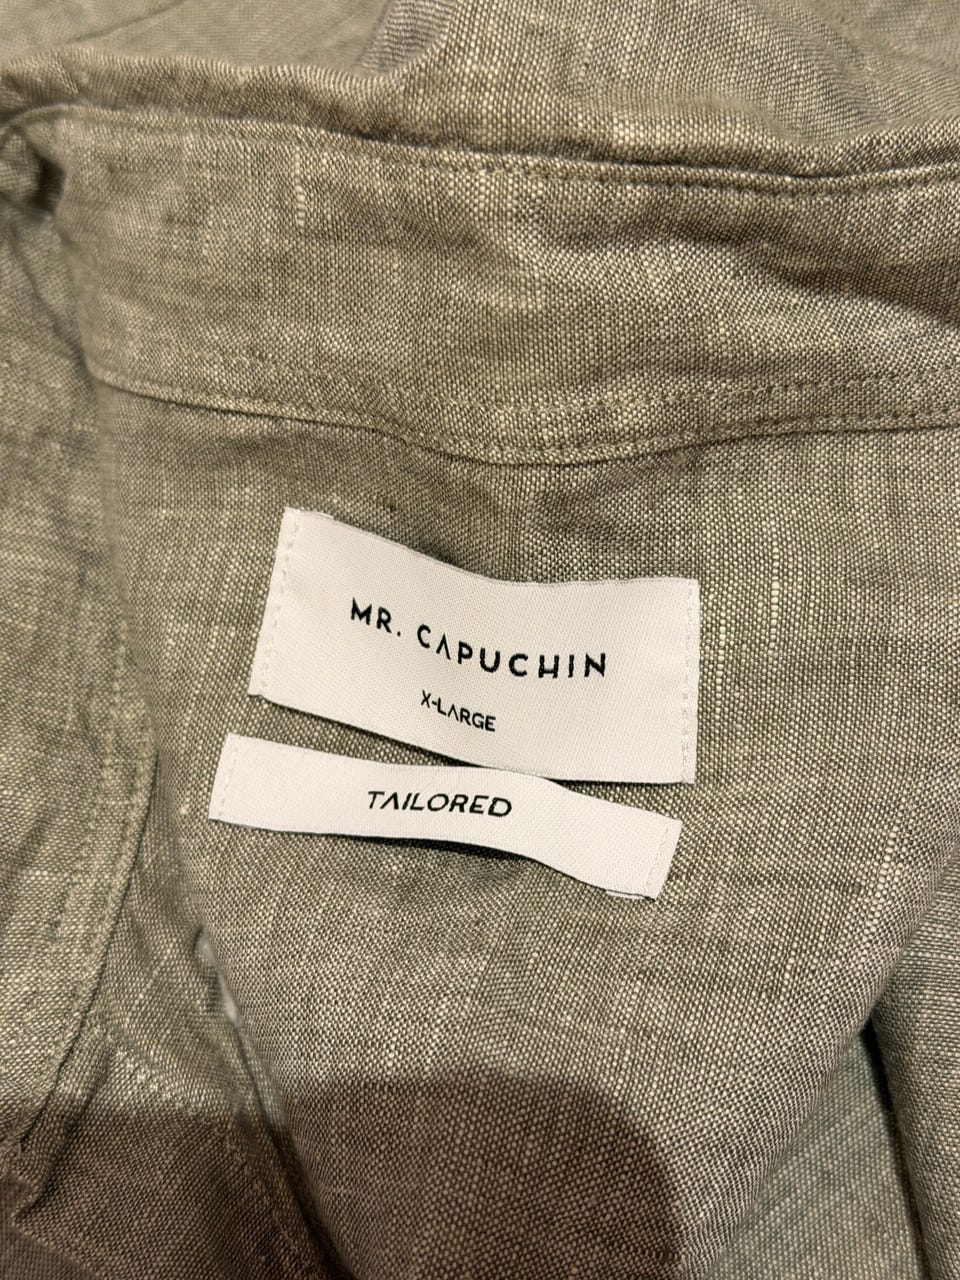 MR. CAPUCHIN
X-LARGE
TAILORED